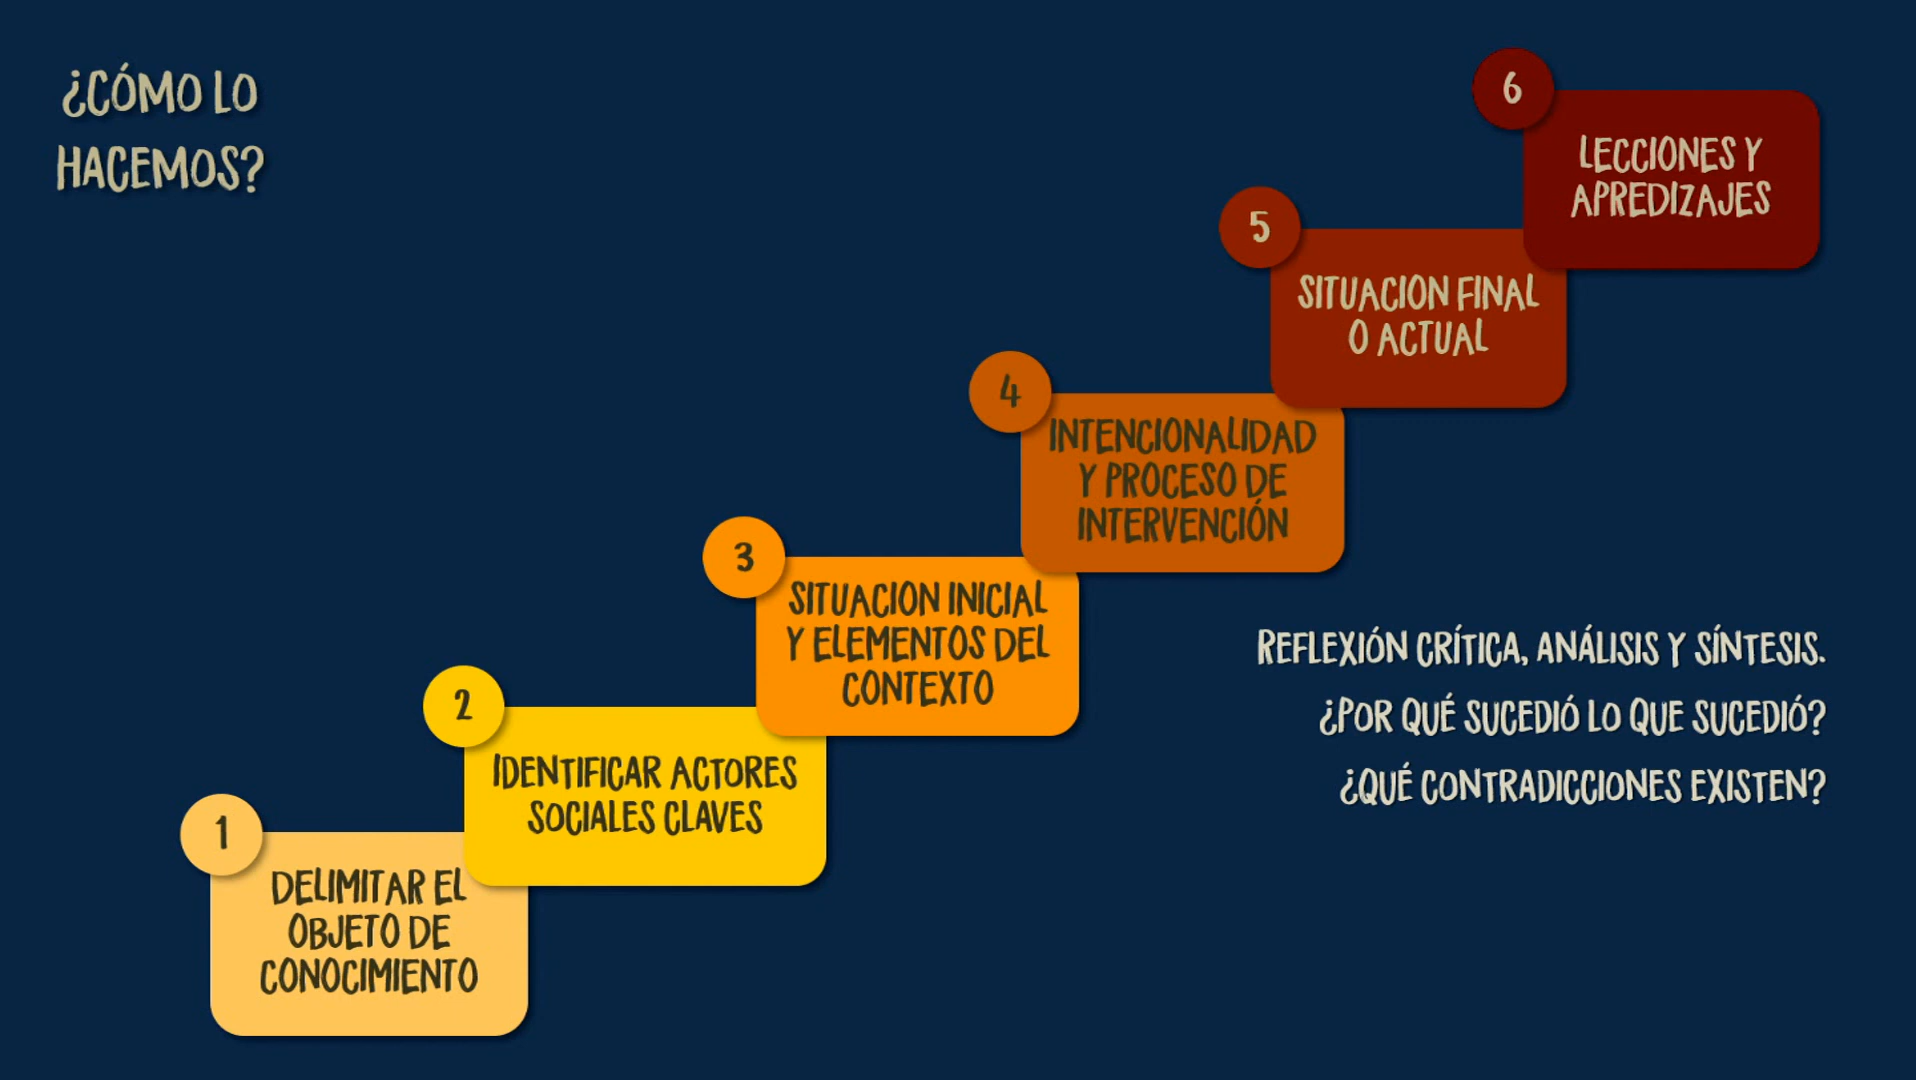 ¿CÓMO LO
HACEMOS?
1
DELIMITAR EL
OBJETO DE
CONOCIMIENTO
2
IDENTIFICAR ACTORES
SOCIALES CLAVES
3
SITUACION INICIAL
Y ELEMENTOS DEL
CONTEXTO
4
INTENCIONALIDAD
Y PROCESO DE
INTERVENCIÓN
5
SITUACION FINAL
O ACTUAL
6
LECCIONES Y
APREDIZAJES
REFLEXIÓN CRÍTICA, ANÁLISIS Y SÍNTESIS.
¿POR QUÉ SUCEDIÓ LO QUE SUCEDIÓ?
¿QUÉ CONTRADICCIONES EXISTEN?